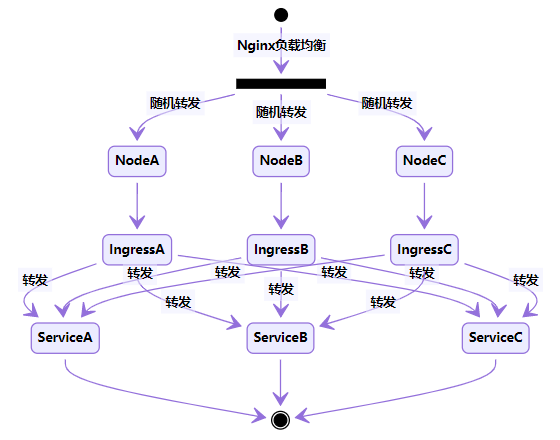 Nginx负载均衡
随机转发
随机转发
随机转发
NodeA
NodeB
NodeC
IngressA
IngressB
IngressC
转发
转发
转发
转发
转发
转发
转发
转发
转发
ServiceA
ServiceB
ServiceC